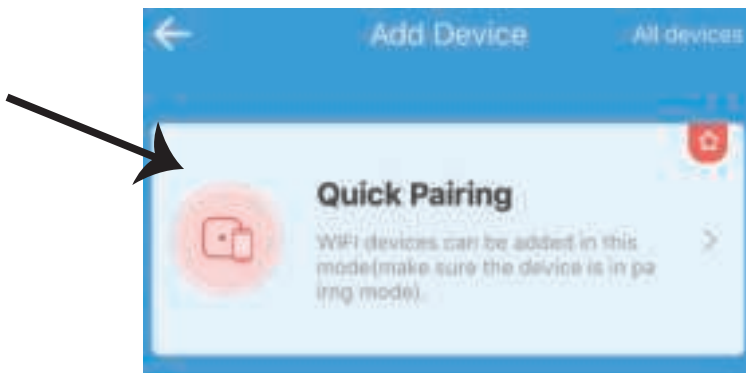 Add Device
All devices
Quick Pairing
WIFI devices can be added in this
mode(make sure the device is in pa
irng mode).